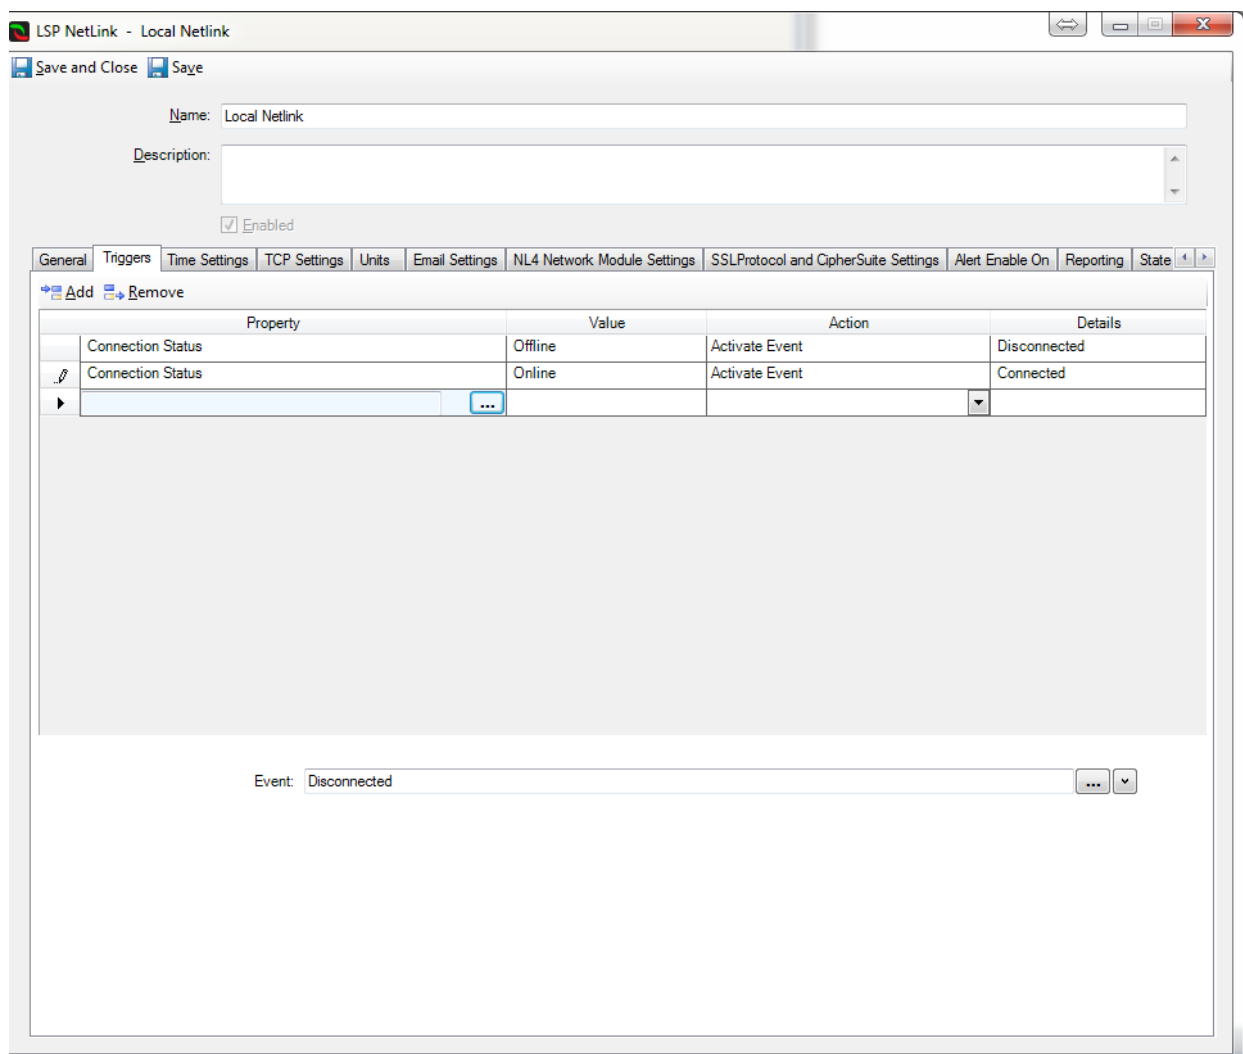 LSP NetLink - Local Netlink
Save and Close Save
Name: Local Netlink
Description:
Enabled
General Triggers Time Settings TCP Settings Units Email Settings NL4 Network Module Settings SSLProtocol and CipherSuite Settings Alert Enable On Reporting State
Add Remove
Property Value Action Details
Connection Status Offline Activate Event Disconnected
Connection Status Online Activate Event Connected
...
Event: Disconnected ...